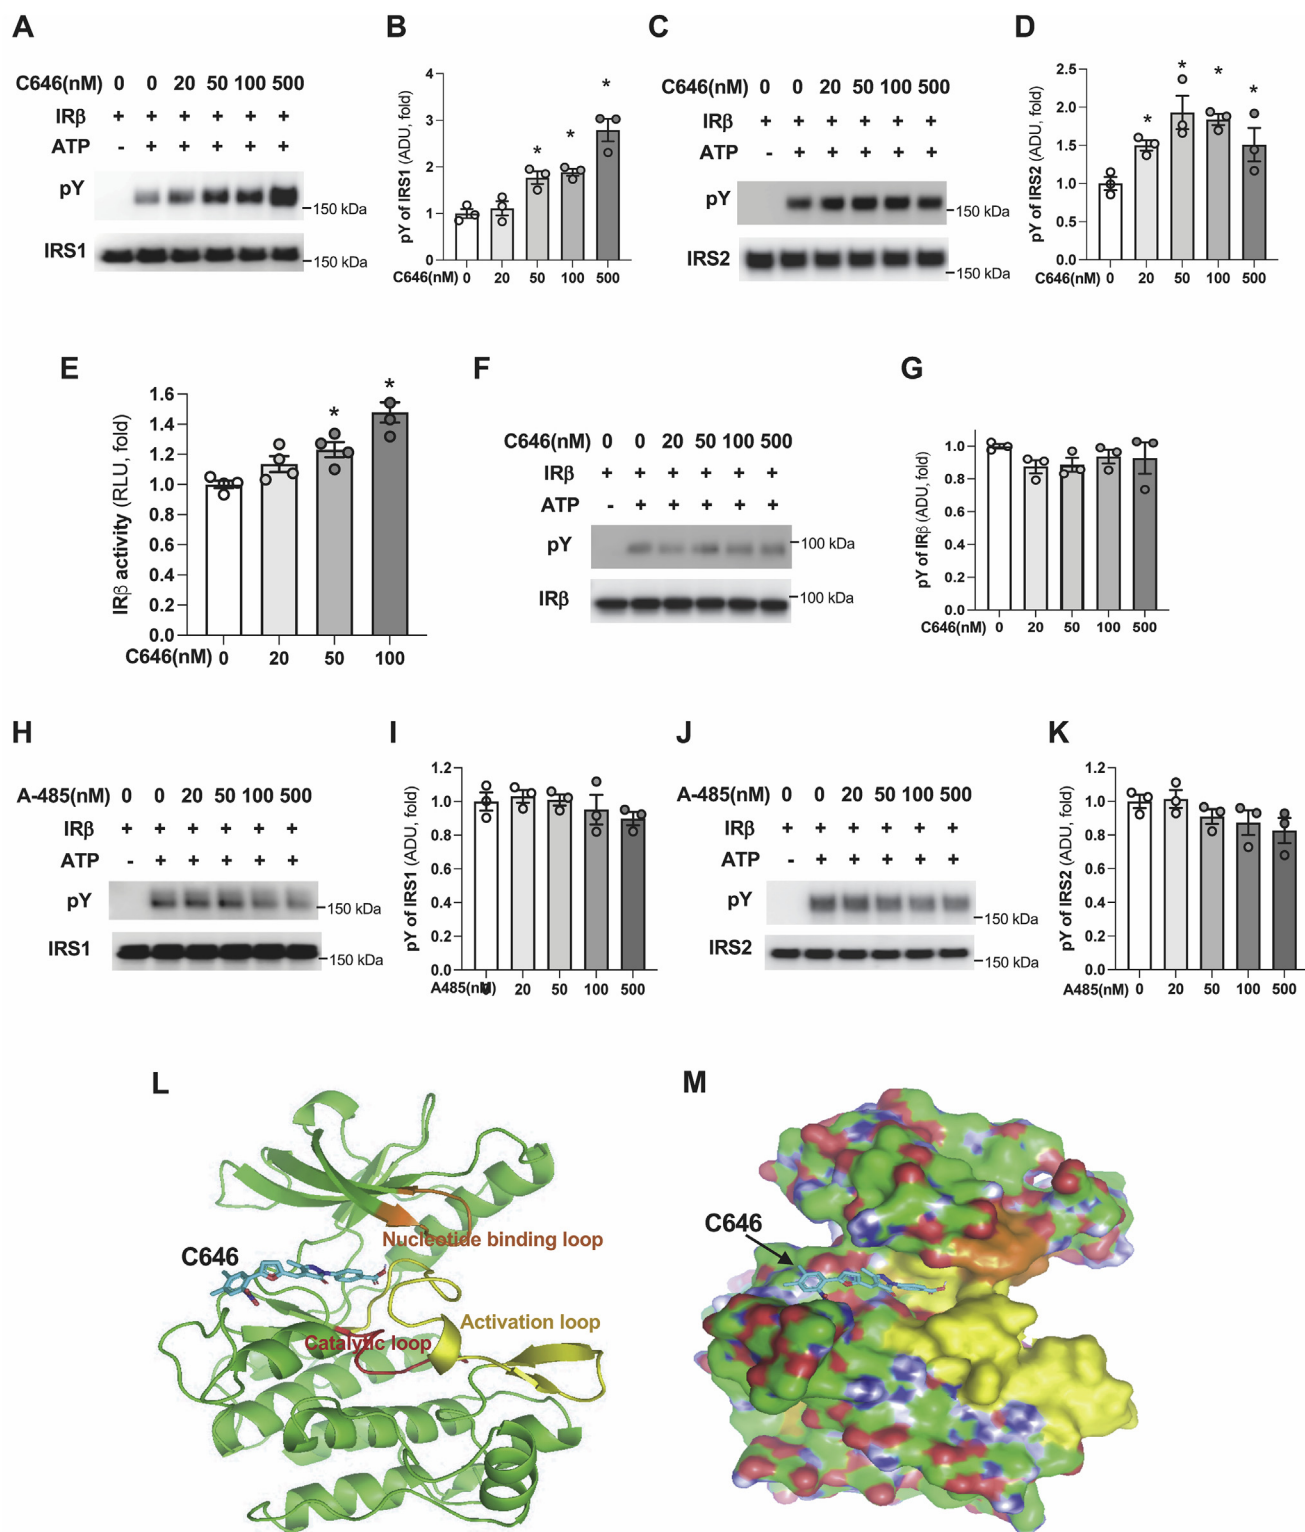 A
C646(nM) 0 0 20 50 100 500
IRβ + + + + + +
ATP - + + + + +
pY
150 kDa
IRS1
150 kDa
B
pY of IRS1 (ADU, fold)
4
3
2
1
0
C646(nM) 0 20 50 100 500
* * *
C
C646(nM) 0 0 20 50 100 500
IRβ + + + + + +
ATP - + + + + +
pY
150 kDa
IRS2
150 kDa
D
pY of IRS2 (ADU, fold)
2.5
2.0
1.5
1.0
0.5
0.0
C646(nM) 0 20 50 100 500
* * * *
E
IRβ activity (RLU, fold)
1.6
1.4
1.2
1.0
0.8
0.6
0.4
0.2
0.0
C646(nM) 0 20 50 100
* *
F
C646(nM) 0 0 20 50 100 500
IRβ + + + + + +
ATP - + + + + +
pY
100 kDa
IRβ
100 kDa
G
pY of IRβ (ADU, fold)
1.0
0.8
0.6
0.4
0.2
0.0
C646(nM) 0 20 50 100 500
H
A-485(nM) 0 0 20 50 100 500
IRβ + + + + + +
ATP - + + + + +
pY
150 kDa
IRS1
150 kDa
I
pY of IRS1 (ADU, fold)
1.2
1.0
0.8
0.6
0.4
0.2
0.0
A485(nM) 0 20 50 100 500
J
A-485(nM) 0 0 20 50 100 500
IRβ + + + + + +
ATP - + + + + +
pY
150 kDa
IRS2
150 kDa
K
pY of IRS2 (ADU, fold)
1.2
1.0
0.8
0.6
0.4
0.2
0.0
A485(nM) 0 20 50 100 500
L
C646
Nucleotide binding loop
Activation loop
Catalytic loop
M
C646